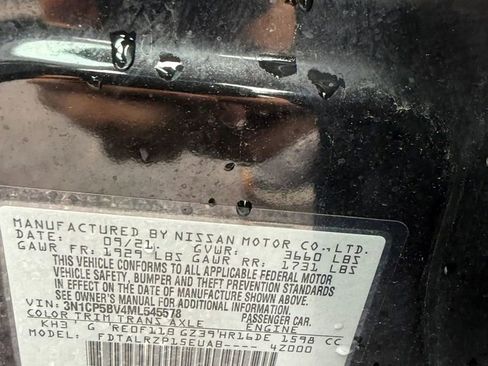 MANUFACTURED BY NISSAN MOTOR CO., LTD.
DATE: 09/21 GVWR: 3660 LBS
GAWR FR: 1929 LBS GAWR RR: 1731 LBS
THIS VEHICLE CONFORMS TO ALL APPLICABLE FEDERAL MOTOR
VEHICLE SAFETY, BUMPER, AND THEFT PREVENTION STANDARDS
IN EFFECT ON THE DATE OF MANUFACTURE SHOWN ABOVE.
SEE OWNER'S MANUAL FOR ADDITIONAL INFORMATION.
VIN: 3N1CP5BV4ML545578 PASSENGER CAR
COLOR TRIM TRANS AXLE ENGINE
KH3 G RE0F11B GZ39 HR16DE 1598 CC
MODEL: FDTALRZP15EUAB---- 4Z000